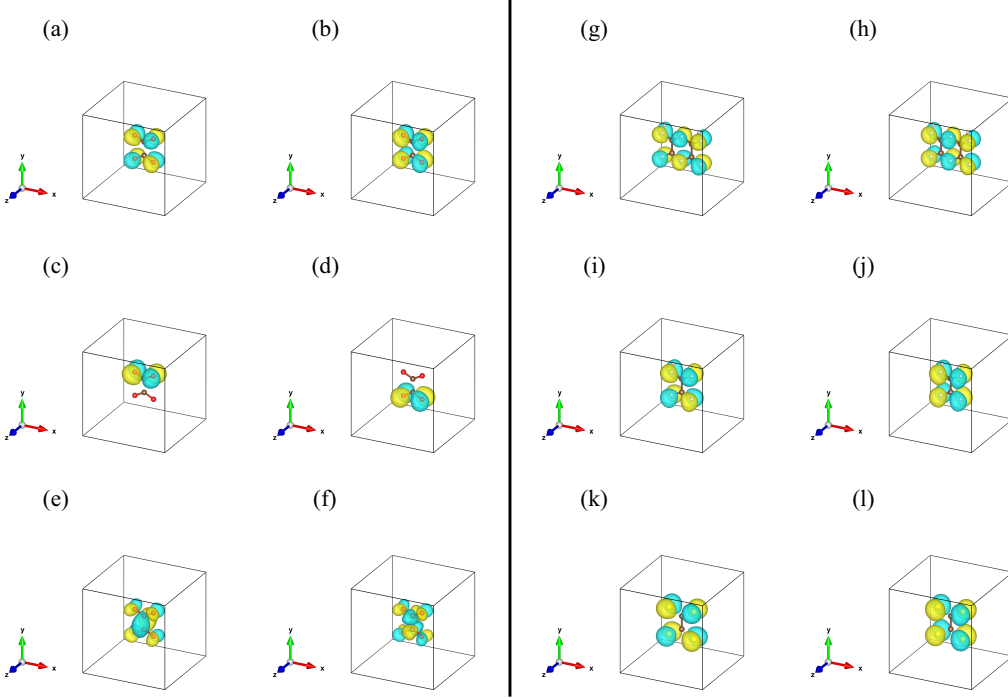 (a) (b) (g) (h)
y x z y x z y x z y x z
(c) (d) (i) (j)
y x z y x z y x z y x z
(e) (f) (k) (l)
y x z y x z y x z y x z